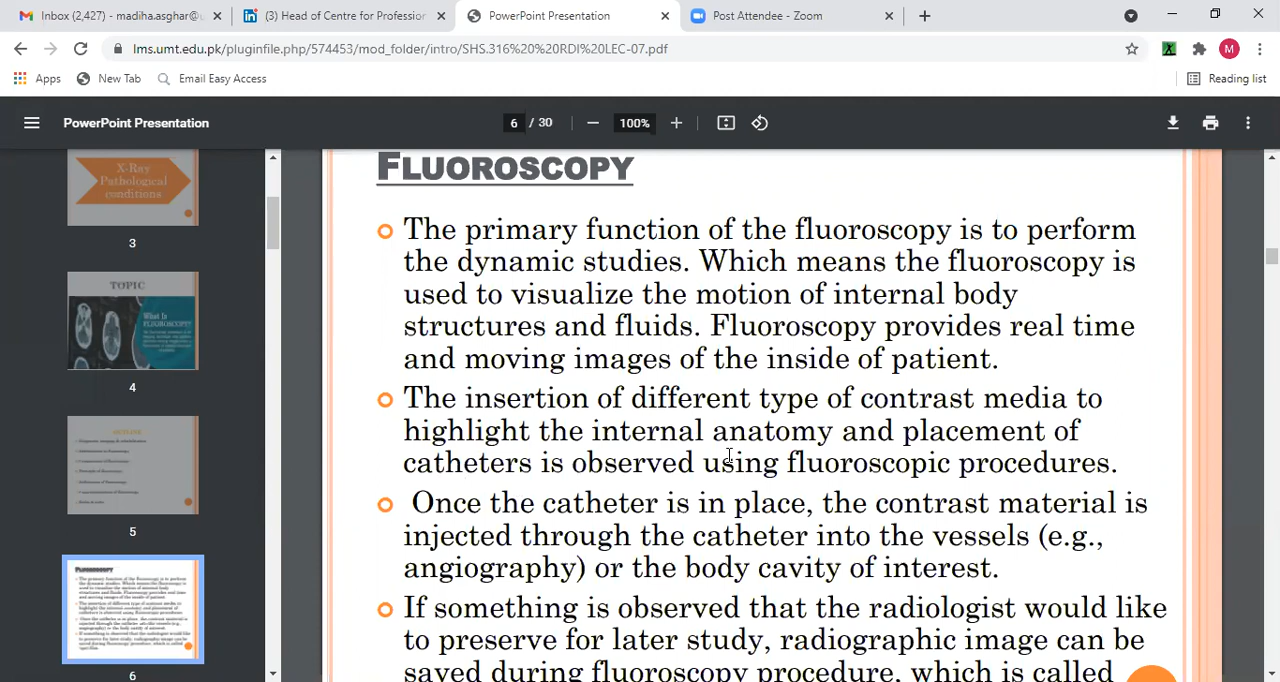 Inbox (2,427) - madiha.asghar@u
(3) Head of Centre for Profession
PowerPoint Presentation
Post Attendee - Zoom
lms.umt.edu.pk/pluginfile.php/574453/mod_folder/intro/SHS.316%20%20RDI%20LEC-07.pdf
M
Apps
New Tab
Email Easy Access
Reading list
PowerPoint Presentation
6 / 30
100%
X-Ray
Pathological
conditions
3
TOPIC
What Is
FLUOROSCOPY?
4
OUTLINE
5
FLUOROSCOPY
6
FLUOROSCOPY
The primary function of the fluoroscopy is to perform
the dynamic studies. Which means the fluoroscopy is
used to visualize the motion of internal body
structures and fluids. Fluoroscopy provides real time
and moving images of the inside of patient.
The insertion of different type of contrast media to
highlight the internal anatomy and placement of
catheters is observed using fluoroscopic procedures.
Once the catheter is in place, the contrast material is
injected through the catheter into the vessels (e.g.,
angiography) or the body cavity of interest.
If something is observed that the radiologist would like
to preserve for later study, radiographic image can be
saved during fluoroscopy procedure, which is called